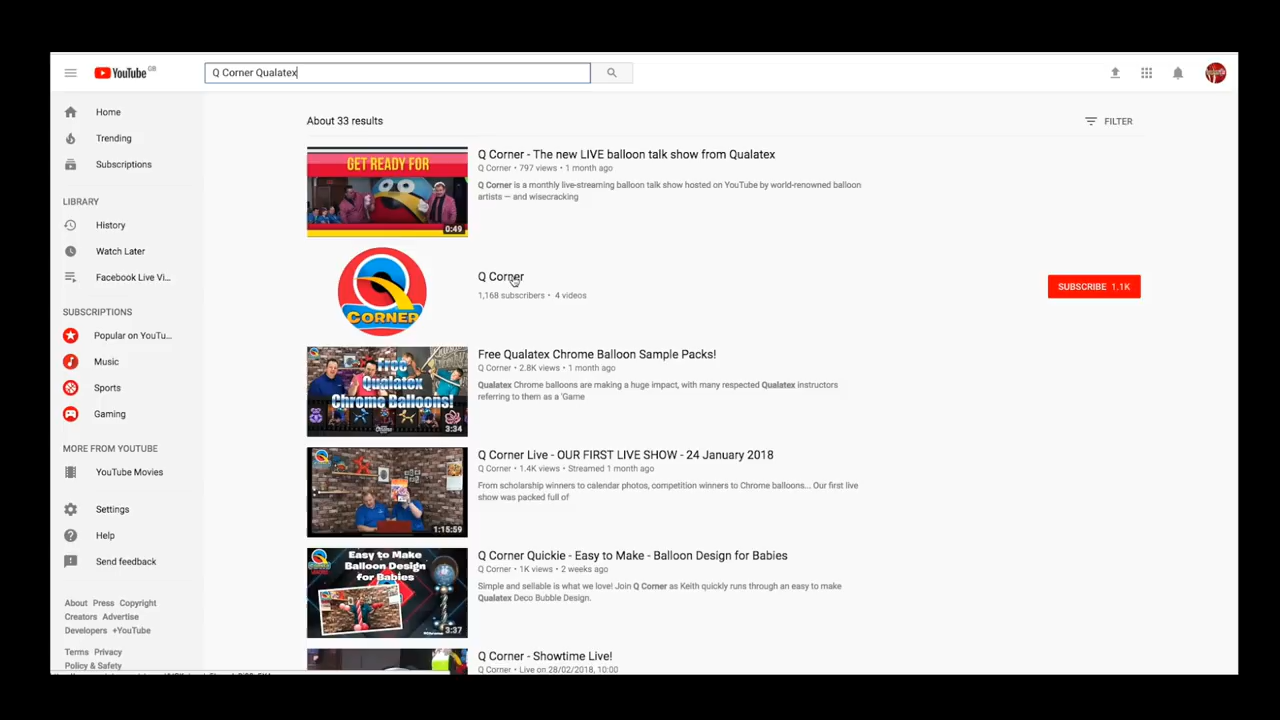 YouTube GB
Q Corner Qualatex
Home
Trending
Subscriptions
LIBRARY
History
Watch Later
Facebook Live Vi...
SUBSCRIPTIONS
Popular on YouTu...
Music
Sports
Gaming
MORE FROM YOUTUBE
YouTube Movies
Settings
Help
Send feedback
About Press Copyright
Creators Advertise
Developers +YouTube
Terms Privacy
Policy & Safety
About 33 results
FILTER
GET READY FOR
0:49
Q Corner - The new LIVE balloon talk show from Qualatex
Q Corner • 797 views • 1 month ago
Q Corner is a monthly live-streaming balloon talk show hosted on YouTube by world-renowned balloon
artists — and wisecracking
CORNER
Q Corner
1,168 subscribers • 4 videos
SUBSCRIBE 1.1K
Free
Qualatex
Chrome Balloons!
3:34
Free Qualatex Chrome Balloon Sample Packs!
Q Corner • 2.8K views • 1 month ago
Qualatex Chrome balloons are making a huge impact, with many respected Qualatex instructors
referring to them as a 'Game
1:15:59
Q Corner Live - OUR FIRST LIVE SHOW - 24 January 2018
Q Corner • 1.4K views • Streamed 1 month ago
From scholarship winners to calendar photos, competition winners to Chrome balloons... Our first live
show was packed full of
Easy to Make
Balloon Design
for Babies
3:37
Q Corner Quickie - Easy to Make - Balloon Design for Babies
Q Corner • 1K views • 2 weeks ago
Simple and sellable is what we love! Join Q Corner as Keith quickly runs through an easy to make
Qualatex Deco Bubble Design.
Q Corner - Showtime Live!
Q Corner • Live on 28/02/2018, 10:00